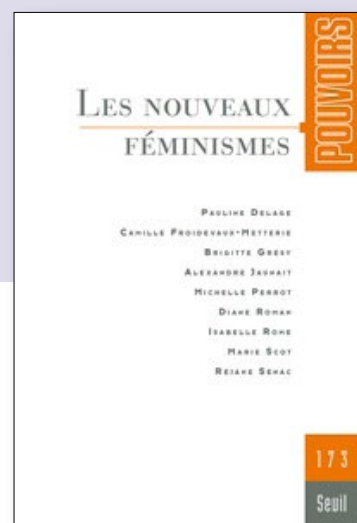 LES NOUVEAUX
FÉMINISMES
POUVOIRS
PAULINE DELAGE
CAMILLE FROIDEVAUX-METTERIE
BRIGITTE GRÉSY
ALEXANDRE JAUNAIT
MICHELLE PERROT
DIANE ROMAN
ISABELLE ROME
MARIE SCOT
RÉJANE SÉNAC
173
Seuil